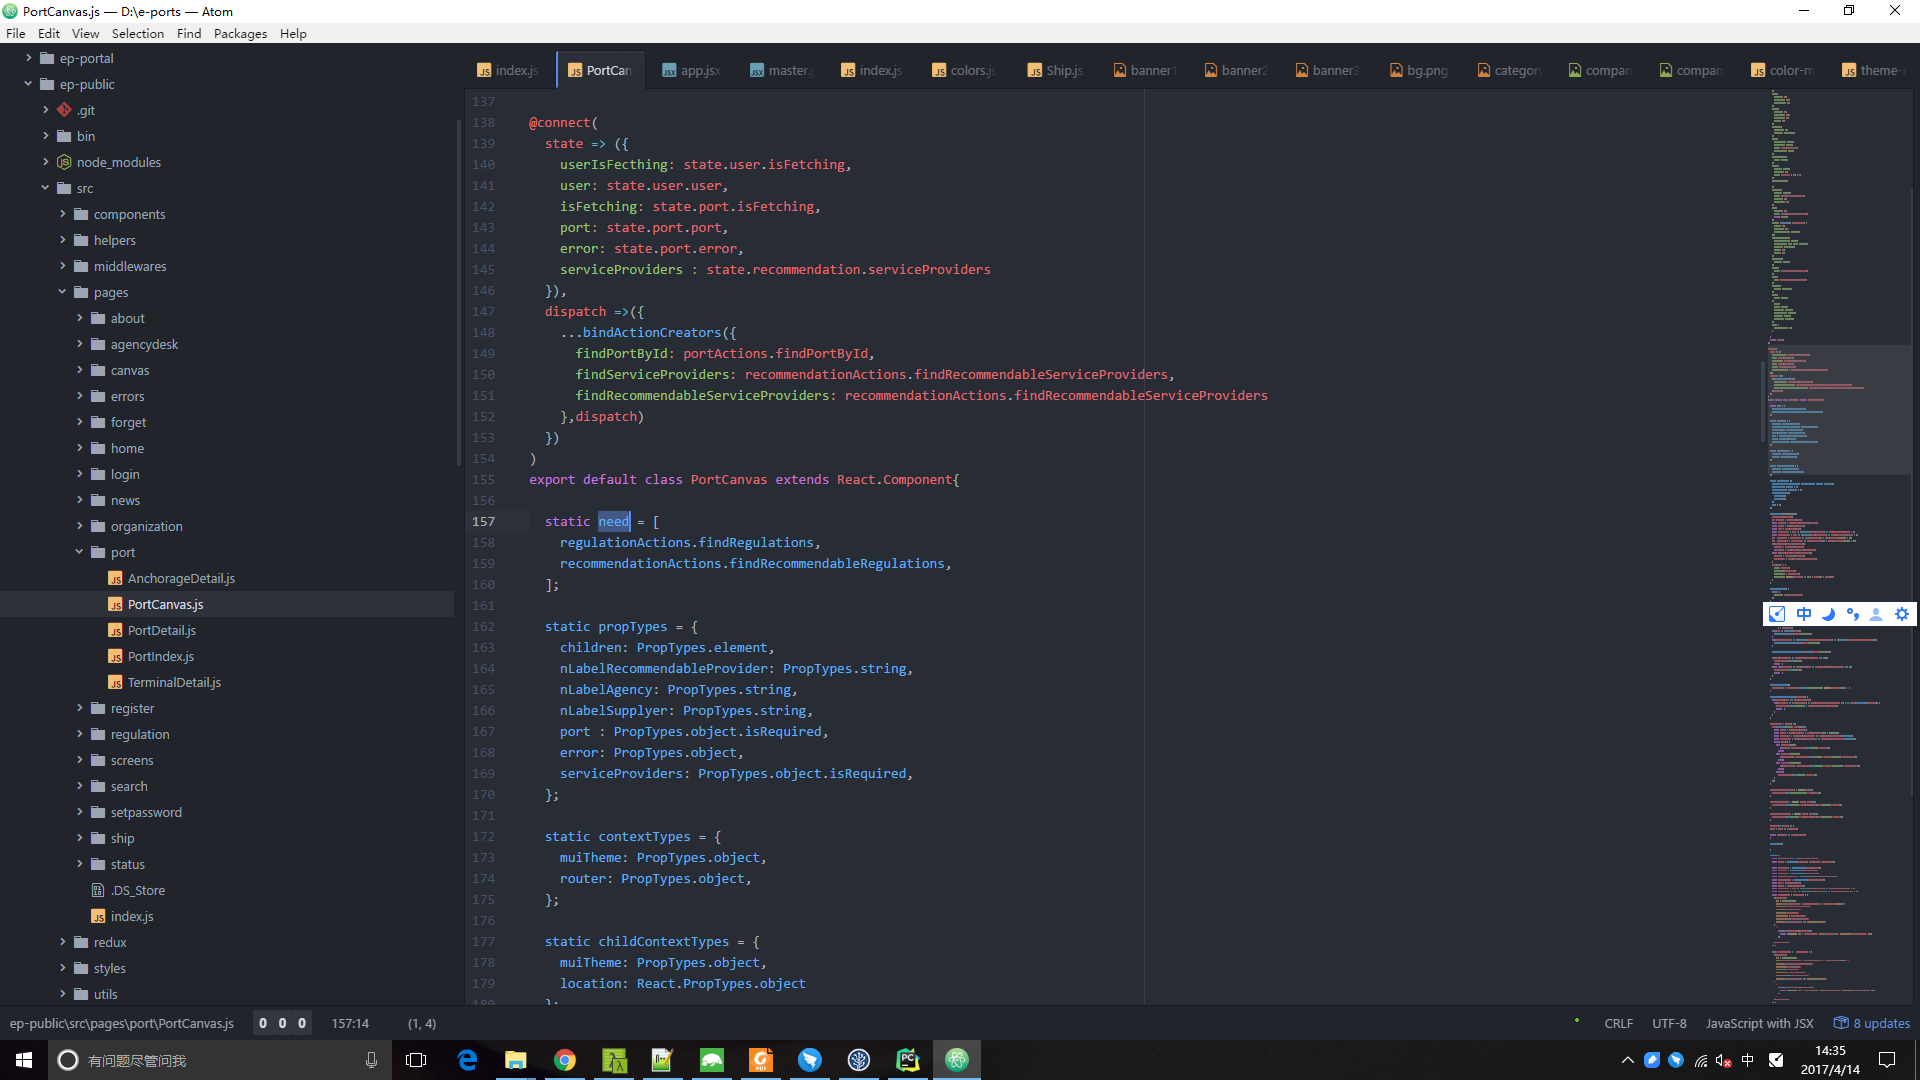 PortCanvas.js — D:\e-ports — Atom
File Edit View Selection Find Packages Help
ep-portal
ep-public
.git
bin
node_modules
src
components
helpers
middlewares
pages
about
agencydesk
canvas
errors
forget
home
login
news
organization
port
AnchorageDetail.js
PortCanvas.js
PortDetail.js
PortIndex.js
TerminalDetail.js
register
regulation
screens
search
setpassword
ship
status
.DS_Store
index.js
redux
styles
utils
index.js PortCan app.jsx master.j index.js colors.js Ship.js banner1 banner2 banner3 bg.png categor compan compan color-m theme-
137
138 @connect(
139 state => ({
140 userIsFecthing: state.user.isFetching,
141 user: state.user.user,
142 isFetching: state.port.isFetching,
143 port: state.port.port,
144 error: state.port.error,
145 serviceProviders : state.recommendation.serviceProviders
146 }),
147 dispatch =>({
148 ...bindActionCreators({
149 findPortById: portActions.findPortById,
150 findServiceProviders: recommendationActions.findRecommendableServiceProviders,
151 findRecommendableServiceProviders: recommendationActions.findRecommendableServiceProviders
152 },dispatch)
153 })
154 )
155 export default class PortCanvas extends React.Component{
156
157 static need = [
158 regulationActions.findRegulations,
159 recommendationActions.findRecommendableRegulations,
160 ];
161
162 static propTypes = {
163 children: PropTypes.element,
164 nLabelRecommendableProvider: PropTypes.string,
165 nLabelAgency: PropTypes.string,
166 nLabelSupplyer: PropTypes.string,
167 port : PropTypes.object.isRequired,
168 error: PropTypes.object,
169 serviceProviders: PropTypes.object.isRequired,
170 };
171
172 static contextTypes = {
173 muiTheme: PropTypes.object,
174 router: PropTypes.object,
175 };
176
177 static childContextTypes = {
178 muiTheme: PropTypes.object,
179 location: React.PropTypes.object
180 };
中
ep-public\src\pages\port\PortCanvas.js 0 0 0 157:14 (1, 4) CRLF UTF-8 JavaScript with JSX 8 updates
有问题尽管问我
中
14:35
2017/4/14